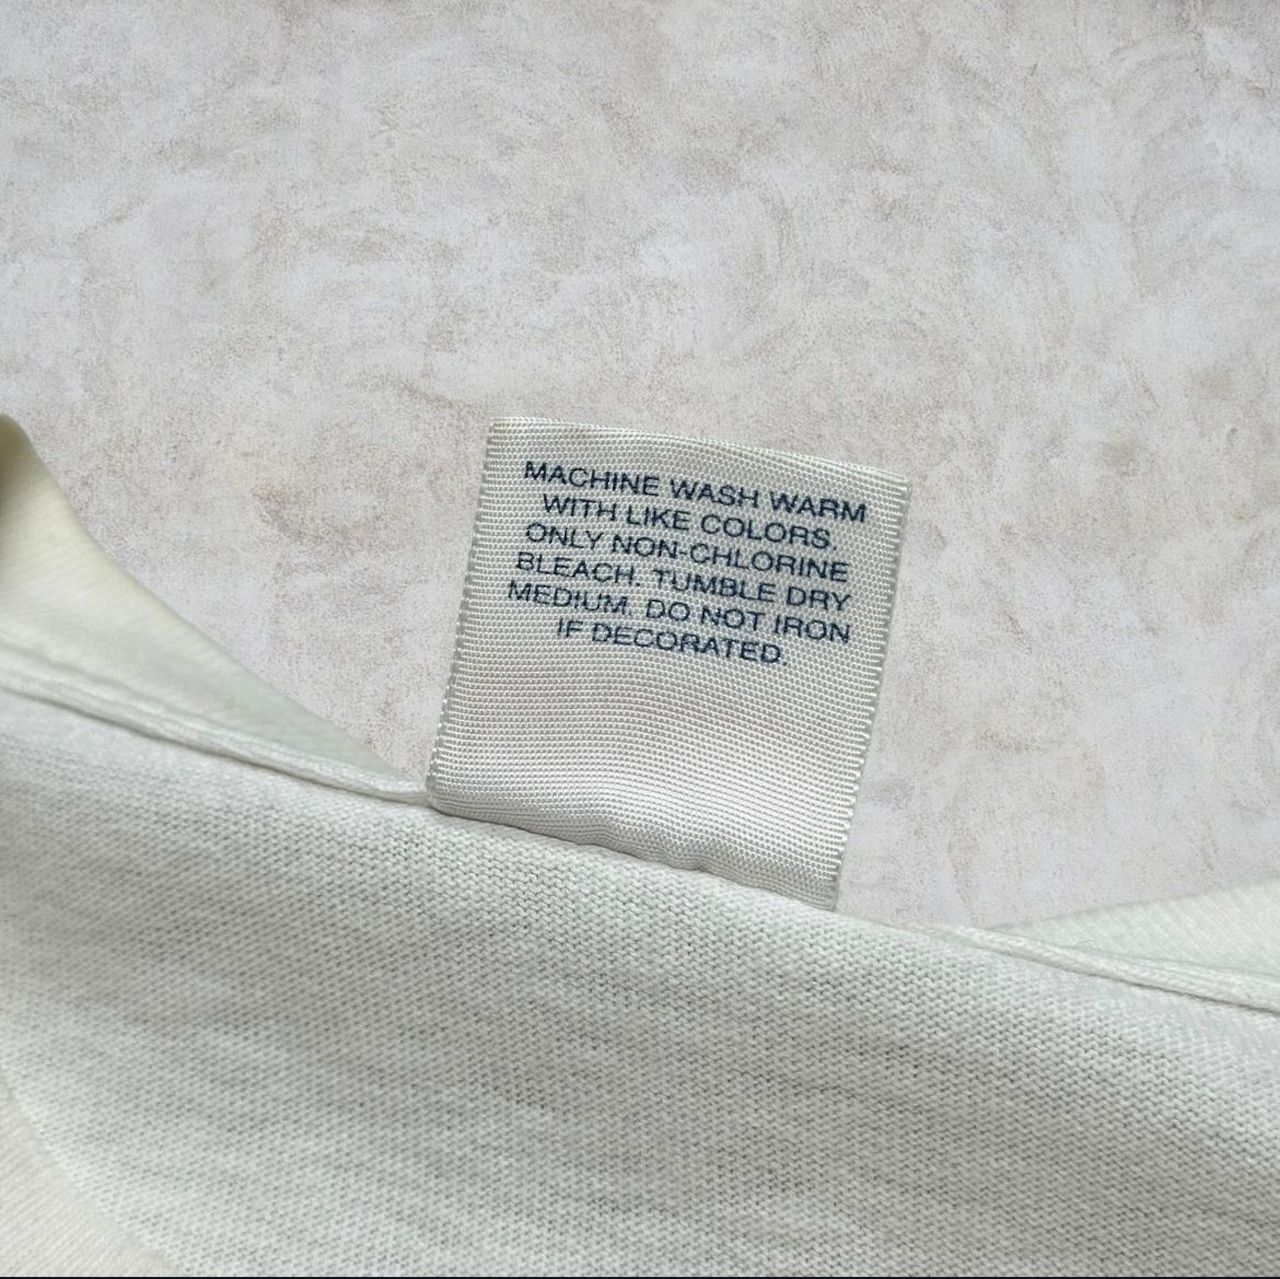 MACHINE WASH WARM
WITH LIKE COLORS.
ONLY NON-CHLORINE
BLEACH. TUMBLE DRY
MEDIUM. DO NOT IRON
IF DECORATED.